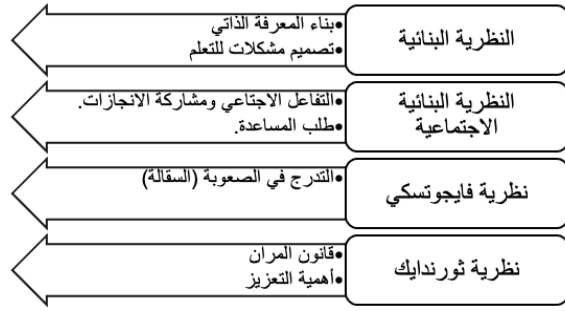 النظرية البنائية
•بناء المعرفة الذاتي
•تصميم مشكلات للتعلم
النظرية البنائية
الاجتماعية
•التفاعل الاجتاعي ومشاركة الانجازات.
•طلب المساعدة.
نظرية فايجوتسكي
•التدرج في الصعوبة (السقالة)
نظرية ثورندايك
•قانون المران
•أهمية التعزيز